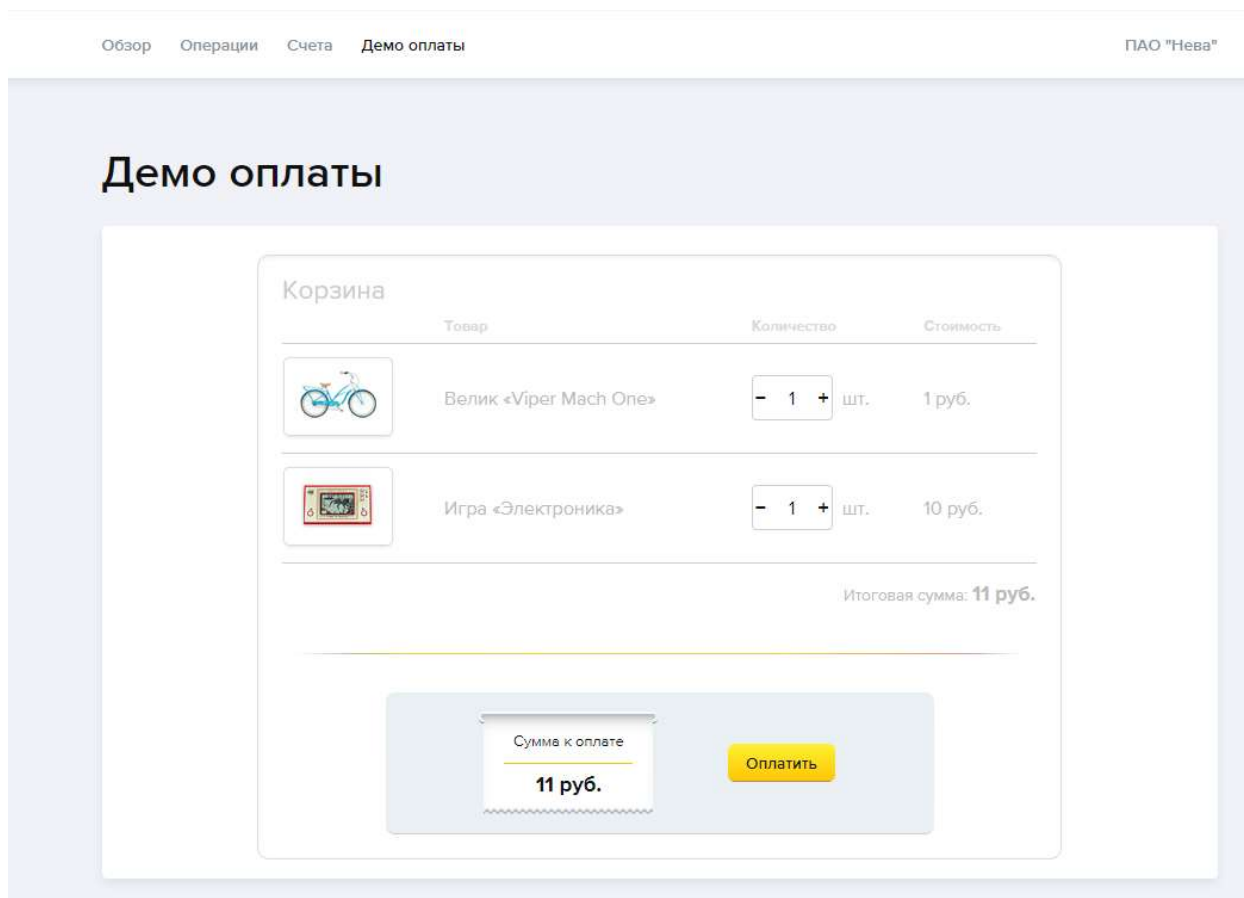 Обзор Операции Счета Демо оплаты ПАО "Нева"
Демо оплаты
Корзина
Товар Количество Стоимость
Велик «Viper Mach One» - 1 + шт. 1 руб.
Игра «Электроника» - 1 + шт. 10 руб.
Итоговая сумма: 11 руб.
Сумма к оплате
11 руб.
Оплатить